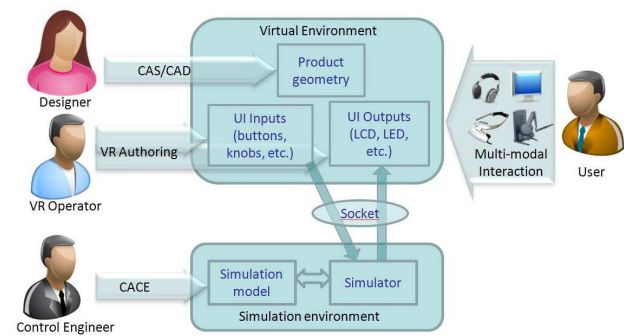 Virtual Environment
Product
geometry
CAS/CAD
Designer
UI Inputs
(buttons,
knobs, etc.)
UI Outputs
(LCD, LED,
etc.)
VR Authoring
VR Operator
Multi-modal
Interaction
User
Socket
Simulation
model
Simulator
CACE
Simulation environment
Control Engineer